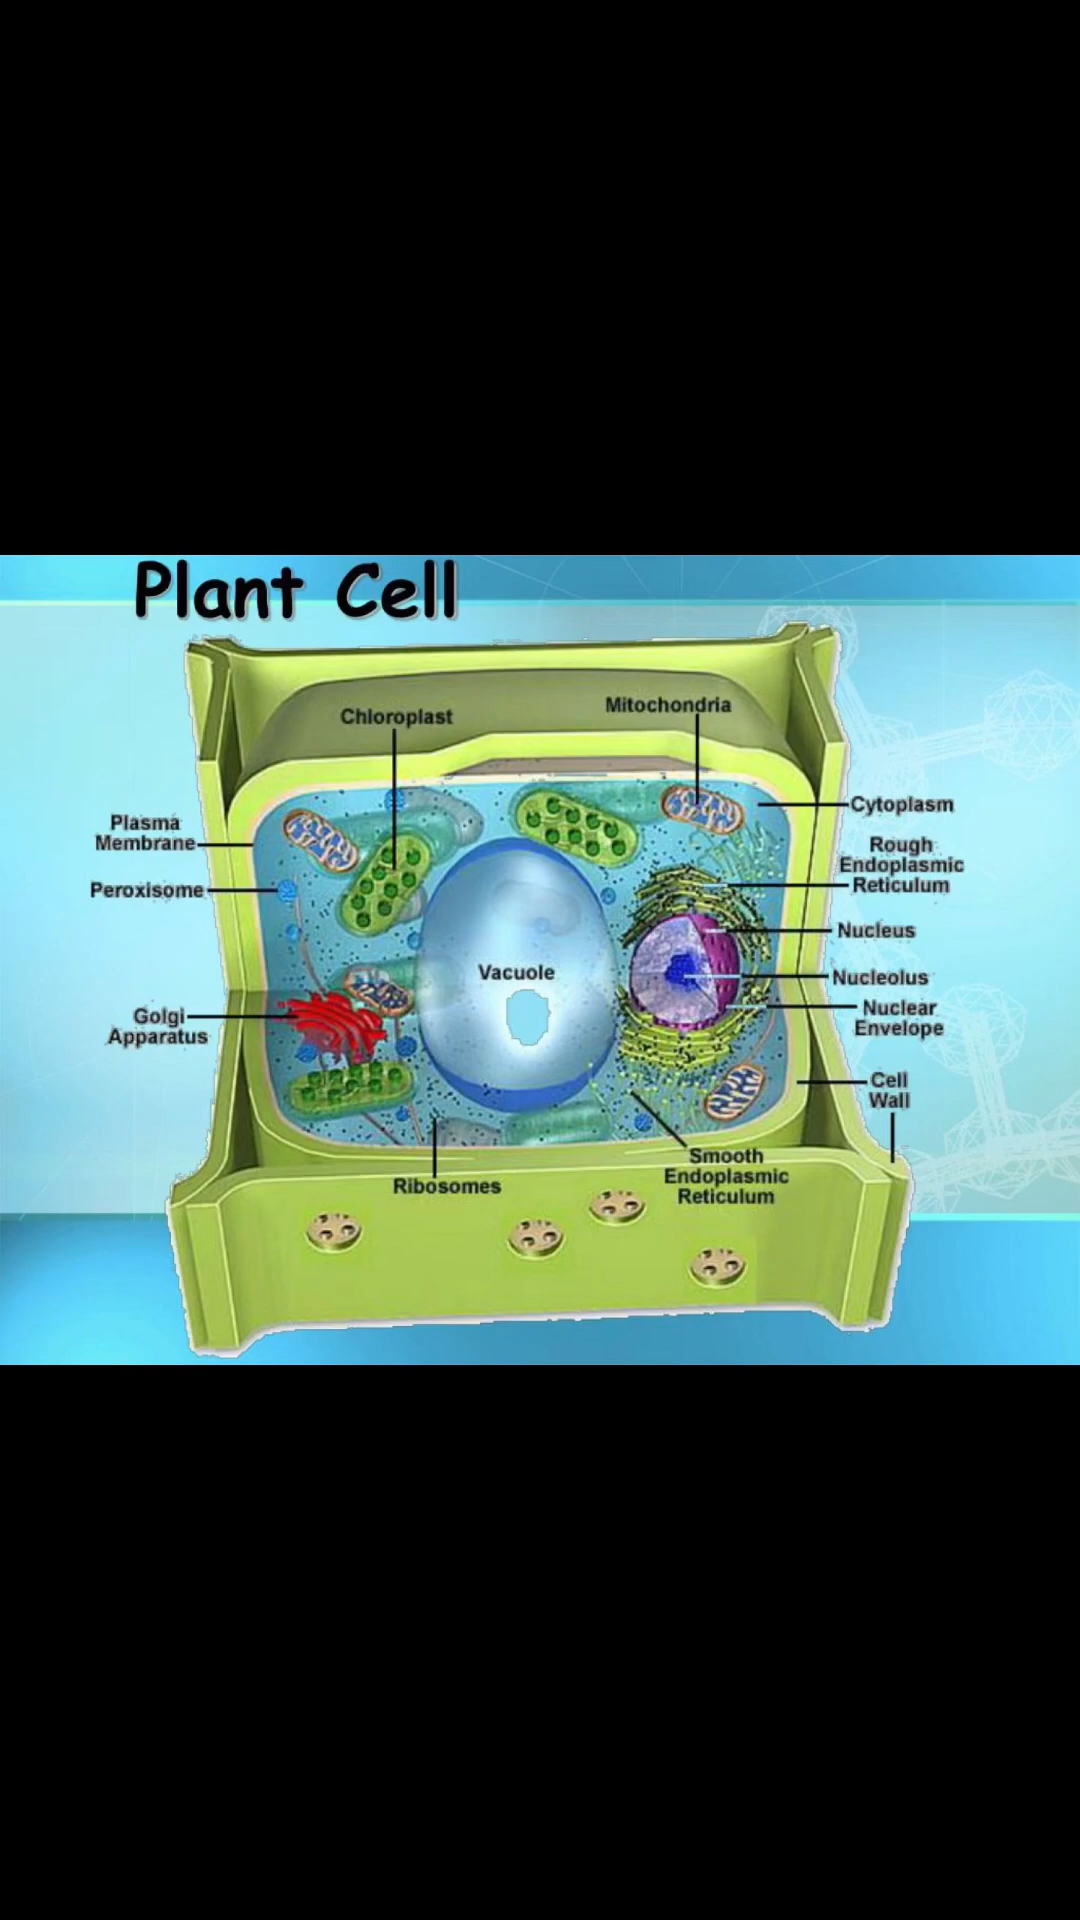 Plant Cell
Chloroplast
Mitochondria
Plasma
Membrane
Cytoplasm
Rough
Endoplasmic
Reticulum
Peroxisome
Nucleus
Vacuole
Nucleolus
Golgi
Apparatus
Nuclear
Envelope
Cell
Wall
Smooth
Endoplasmic
Reticulum
Ribosomes